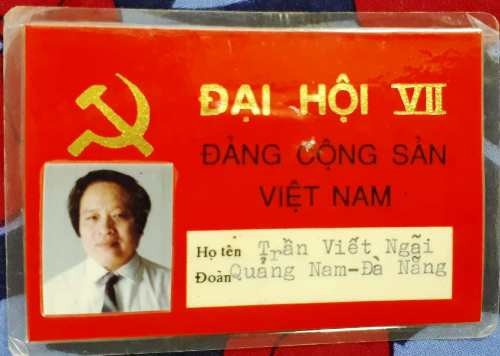 ĐẠI HỘI VII
ĐẢNG CỘNG SẢN
VIỆT NAM
Họ tên Trần Viết Ngãi
Đoàn Quảng Nam-Đà Nẵng